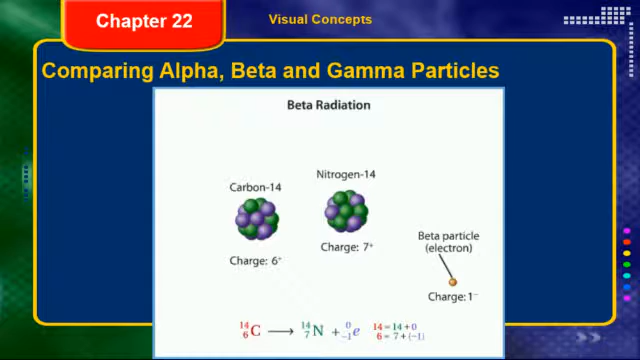 Chapter 22
Visual Concepts
Comparing Alpha, Beta and Gamma Particles
Beta Radiation
Carbon-14
Nitrogen-14
Charge: 6⁺
Charge: 7⁺
Beta particle
(electron)
Charge: 1⁻
¹⁴₆C ⟶ ¹⁴₇N + ⁰₋₁e
14 = 14 + 0
6 = 7 + (−1)